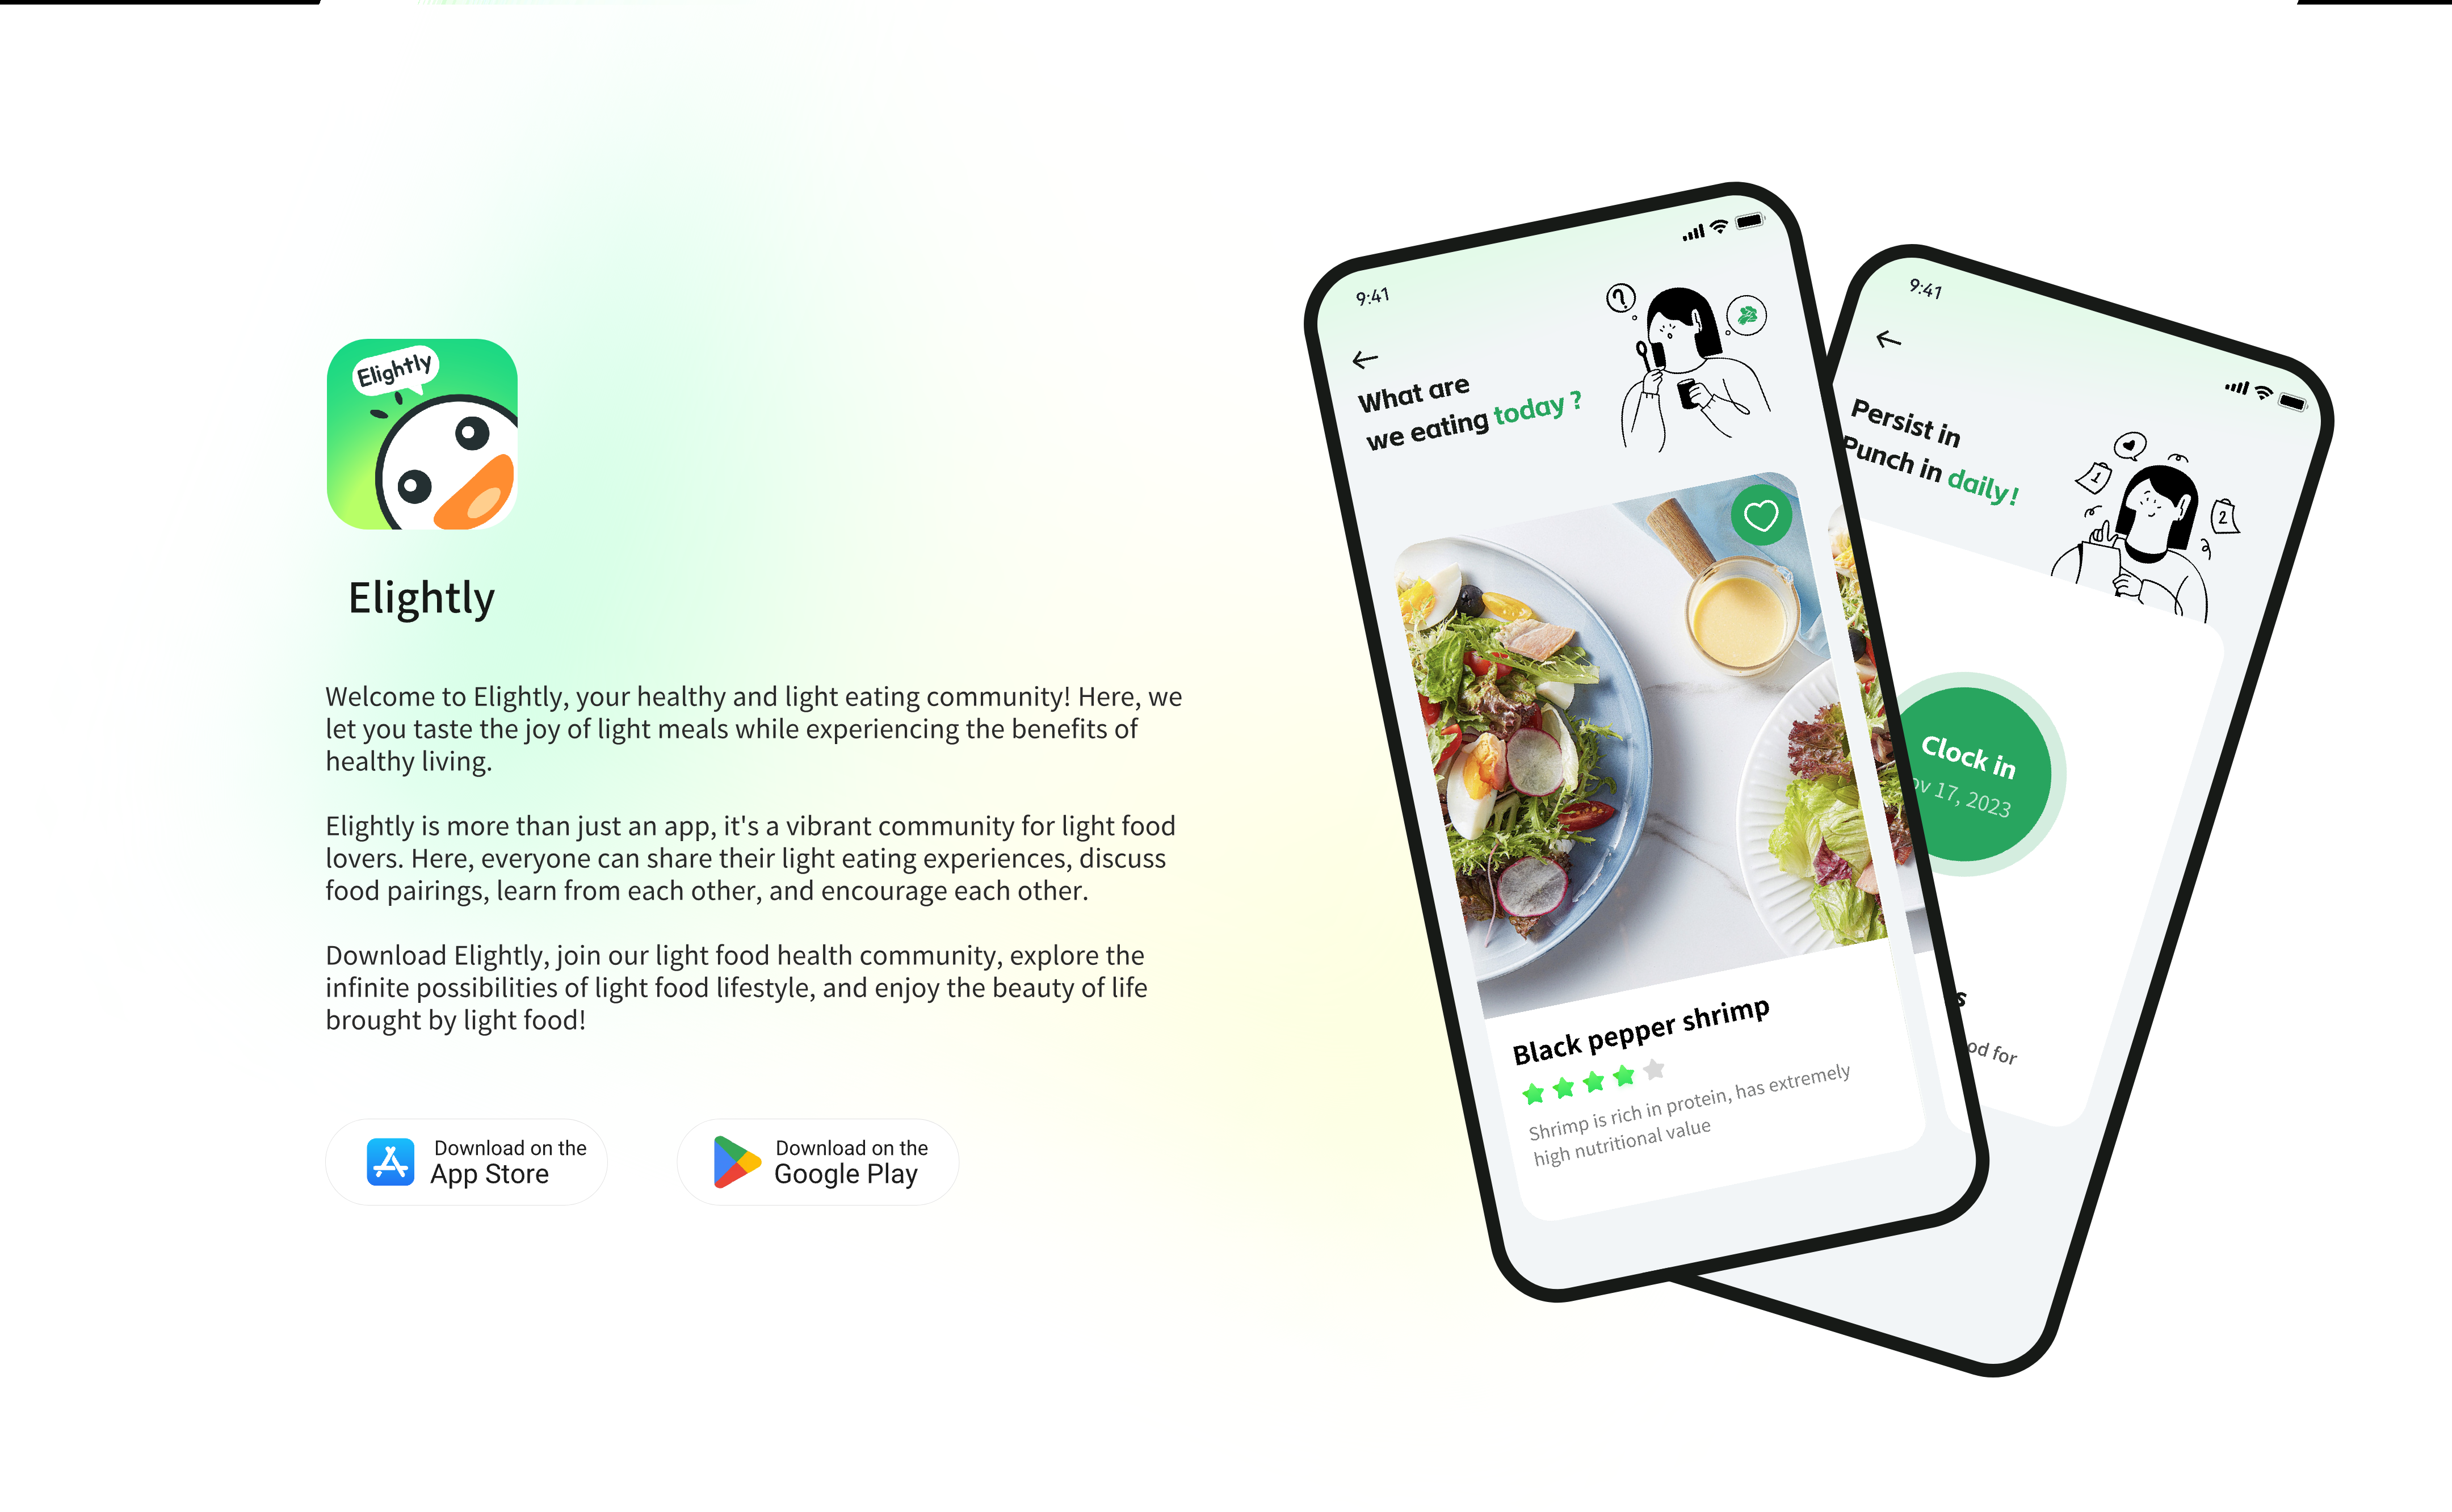 Elightly
Elightly
Welcome to Elightly, your healthy and light eating community! Here, we
let you taste the joy of light meals while experiencing the benefits of
healthy living.
Elightly is more than just an app, it's a vibrant community for light food
lovers. Here, everyone can share their light eating experiences, discuss
food pairings, learn from each other, and encourage each other.
Download Elightly, join our light food health community, explore the
infinite possibilities of light food lifestyle, and enjoy the beauty of life
brought by light food!
Download on the
App Store
Download on the
Google Play
9:41
What are
we eating today ?
?
Black pepper shrimp
Shrimp is rich in protein, has extremely
high nutritional value
9:41
Persist in
Punch in daily!
1
2
Clock in
17, 2023
for